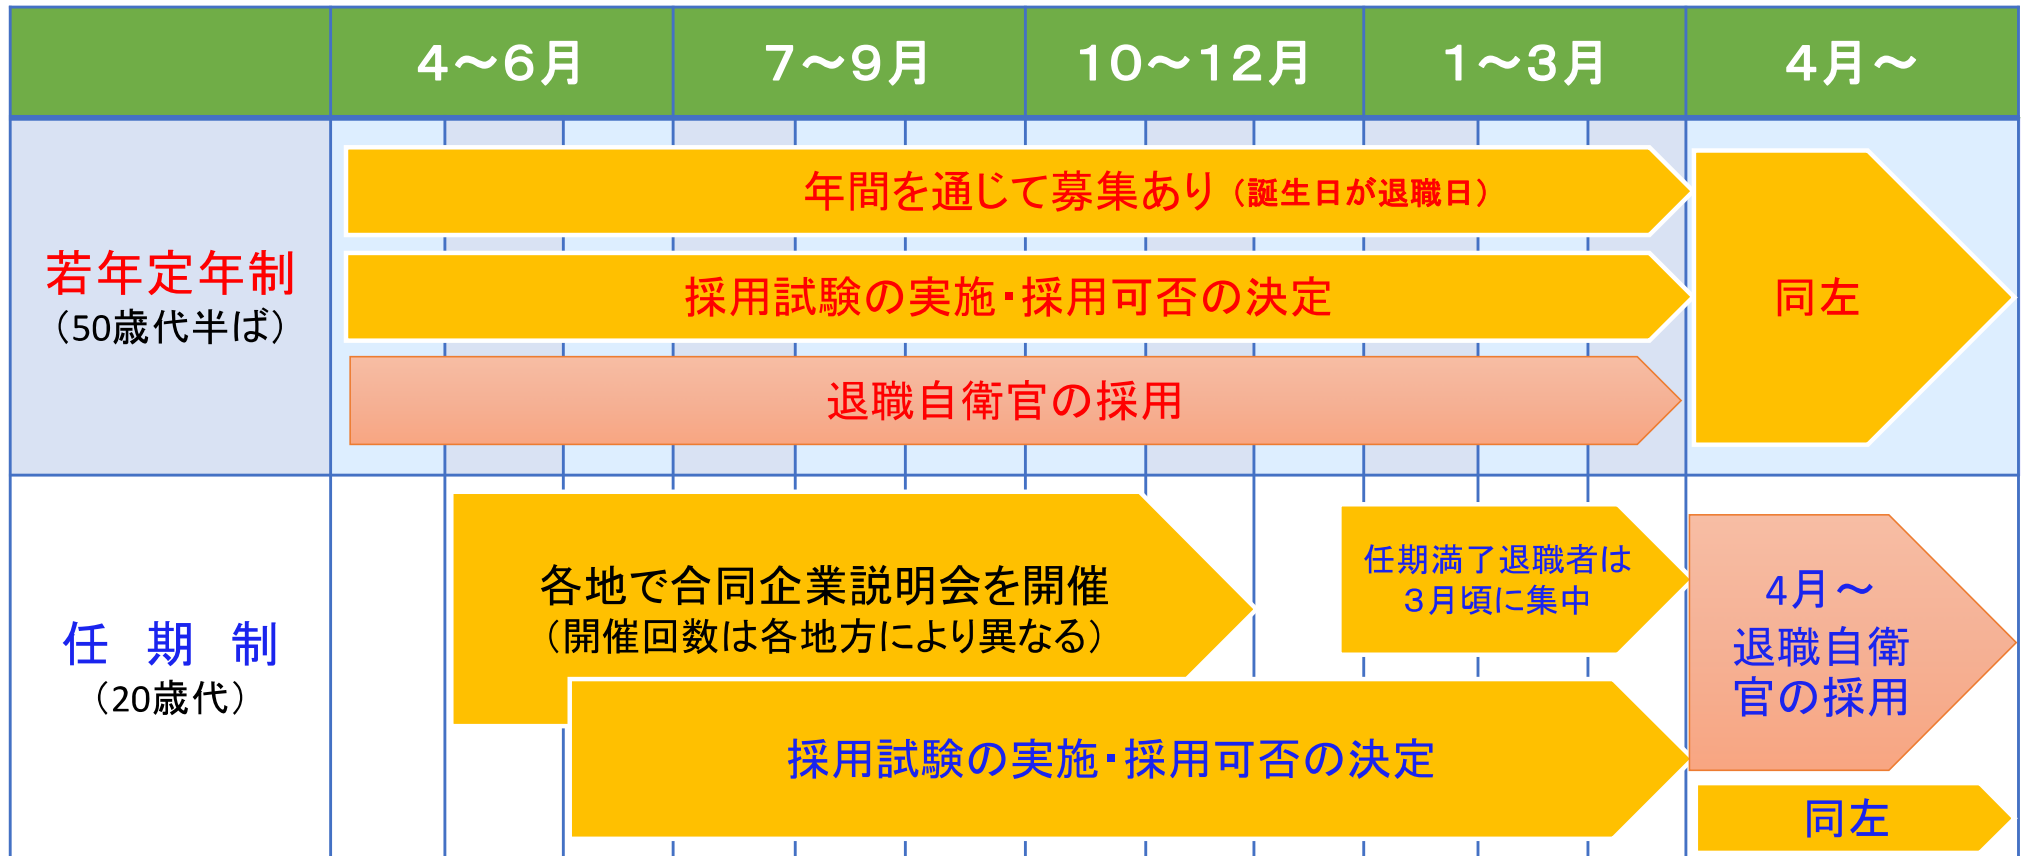 ４～６月
７～９月
１０～１２月
１～３月
４月～
若年定年制
（50歳代半ば）
年間を通じて募集あり（誕生日が退職日）
採用試験の実施・採用可否の決定
退職自衛官の採用
同左
任　期　制
（20歳代）
各地で合同企業説明会を開催
（開催回数は各地方により異なる）
採用試験の実施・採用可否の決定
任期満了退職者は
３月頃に集中
4月～
退職自衛
官の採用
同左